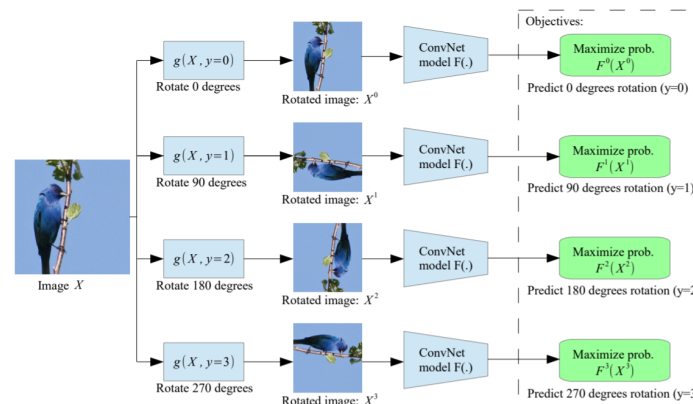 Objectives:
g(X, y=0)
Rotate 0 degrees
Rotated image: X⁰
ConvNet
model F(.)
Maximize prob.
F⁰(X⁰)
Predict 0 degrees rotation (y=0)
g(X, y=1)
Rotate 90 degrees
Rotated image: X¹
ConvNet
model F(.)
Maximize prob.
F¹(X¹)
Predict 90 degrees rotation (y=1)
Image X
g(X, y=2)
Rotate 180 degrees
Rotated image: X²
ConvNet
model F(.)
Maximize prob.
F²(X²)
Predict 180 degrees rotation (y=2
g(X, y=3)
Rotate 270 degrees
Rotated image: X³
ConvNet
model F(.)
Maximize prob.
F³(X³)
Predict 270 degrees rotation (y=3